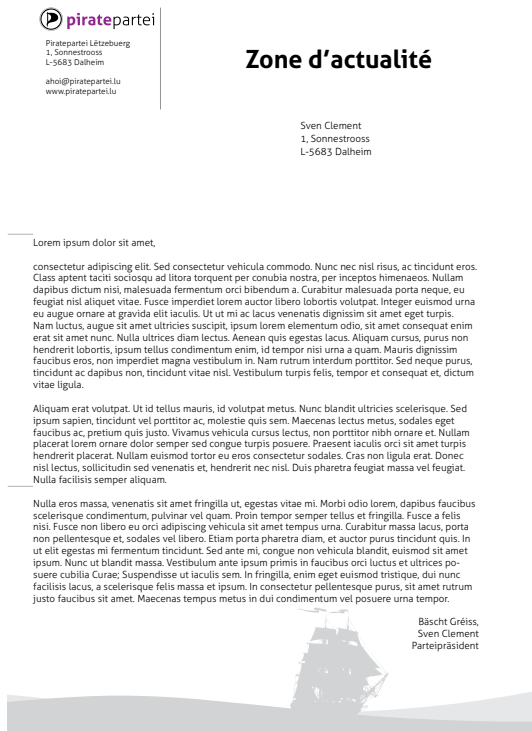 piratepartei
Piratepartei Lëtzebuerg
1, Sonnestrooss
L-5683 Dalheim
ahoi@piratepartei.lu
www.piratepartei.lu
Zone d'actualité
Sven Clement
1, Sonnestrooss
L-5683 Dalheim
Lorem ipsum dolor sit amet,
consectetur adipiscing elit. Sed consectetur vehicula commodo. Nunc nec nisl risus, ac tincidunt eros.
Class aptent taciti sociosqu ad litora torquent per conubia nostra, per inceptos himenaeos. Nullam
dapibus dictum nisi, malesuada fermentum orci bibendum a. Curabitur malesuada porta neque, eu
feugiat nisl aliquet vitae. Fusce imperdiet lorem auctor libero lobortis volutpat. Integer euismod urna
eu augue ornare at gravida elit iaculis. Ut ut mi ac lacus venenatis dignissim sit amet eget turpis.
Nam luctus, augue sit amet ultricies suscipit, ipsum lorem elementum odio, sit amet consequat enim
erat sit amet nunc. Nulla ultrices diam lectus. Aenean quis egestas lacus. Aliquam cursus, purus non
hendrerit lobortis, ipsum tellus condimentum enim, id tempor nisi urna a quam. Mauris dignissim
faucibus eros, non imperdiet magna vestibulum in. Nam rutrum interdum porttitor. Sed neque purus,
tincidunt ac dapibus non, tincidunt vitae nisl. Vestibulum turpis felis, tempor et consequat et, dictum
vitae ligula.
Aliquam erat volutpat. Ut id tellus mauris, id volutpat metus. Nunc blandit ultricies scelerisque. Sed
ipsum sapien, tincidunt vel porttitor ac, molestie quis sem. Maecenas lectus metus, sodales eget
faucibus ac, pretium quis justo. Vivamus vehicula cursus lectus, non porttitor nibh ornare et. Nullam
placerat lorem ornare dolor semper sed congue turpis posuere. Praesent iaculis orci sit amet turpis
hendrerit placerat. Nullam euismod tortor eu eros consectetur sodales. Cras non ligula erat. Donec
nisl lectus, sollicitudin sed venenatis et, hendrerit nec nisl. Duis pharetra feugiat massa vel feugiat.
Nulla facilisis semper aliquam.
Nulla eros massa, venenatis sit amet fringilla ut, egestas vitae mi. Morbi odio lorem, dapibus faucibus
scelerisque condimentum, pulvinar vel quam. Proin tempor semper tellus et fringilla. Fusce a felis
nisi. Fusce non libero eu orci adipiscing vehicula sit amet tempus urna. Curabitur massa lacus, porta
non pellentesque et, sodales vel libero. Etiam porta pharetra diam, et auctor purus tincidunt quis. In
ut elit egestas mi fermentum tincidunt. Sed ante mi, congue non vehicula blandit, euismod sit amet
ipsum. Nunc ut blandit massa. Vestibulum ante ipsum primis in faucibus orci luctus et ultrices po-
suere cubilia Curae; Suspendisse ut iaculis sem. In fringilla, enim eget euismod tristique, dui nunc
facilisis lacus, a scelerisque felis massa et ipsum. In consectetur pellentesque purus, sit amet rutrum
justo faucibus sit amet. Maecenas tempus metus in dui condimentum vel posuere urna tempor.
Bäscht Gréiss,
Sven Clement
Parteipräsident